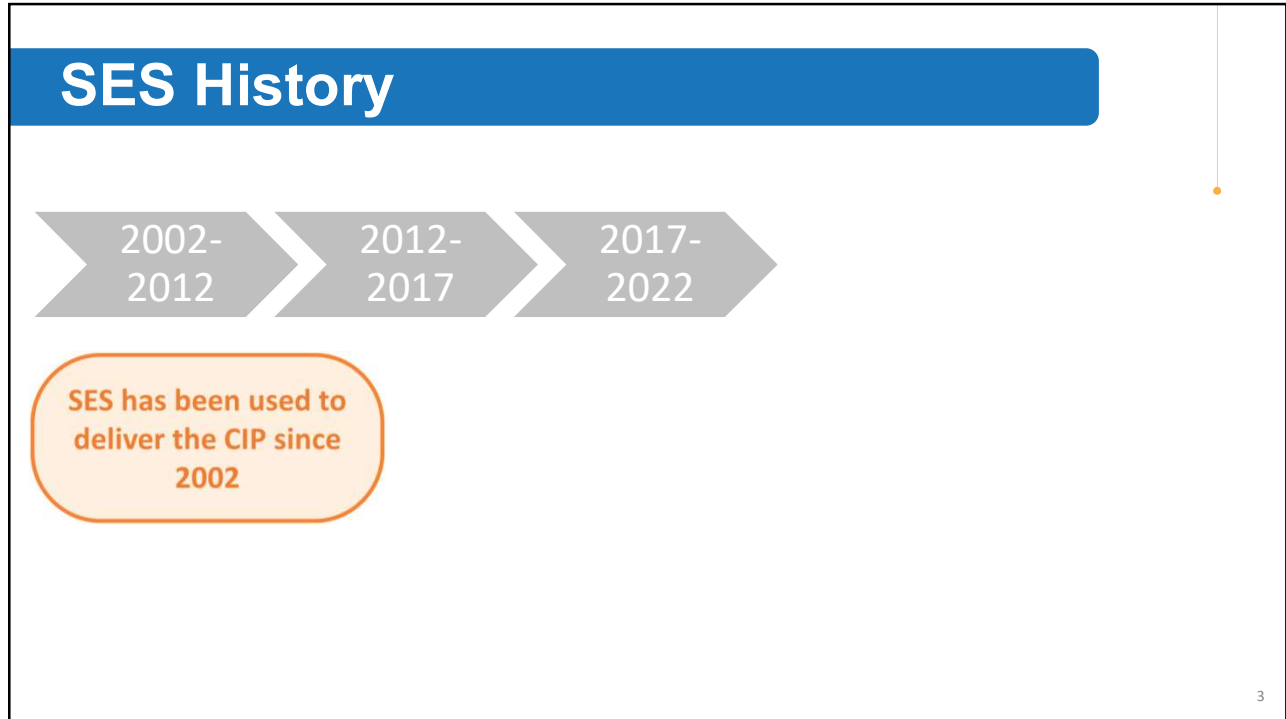 SES History
2002-
2012
2012-
2017
2017-
2022
SES has been used to
deliver the CIP since
2002
3